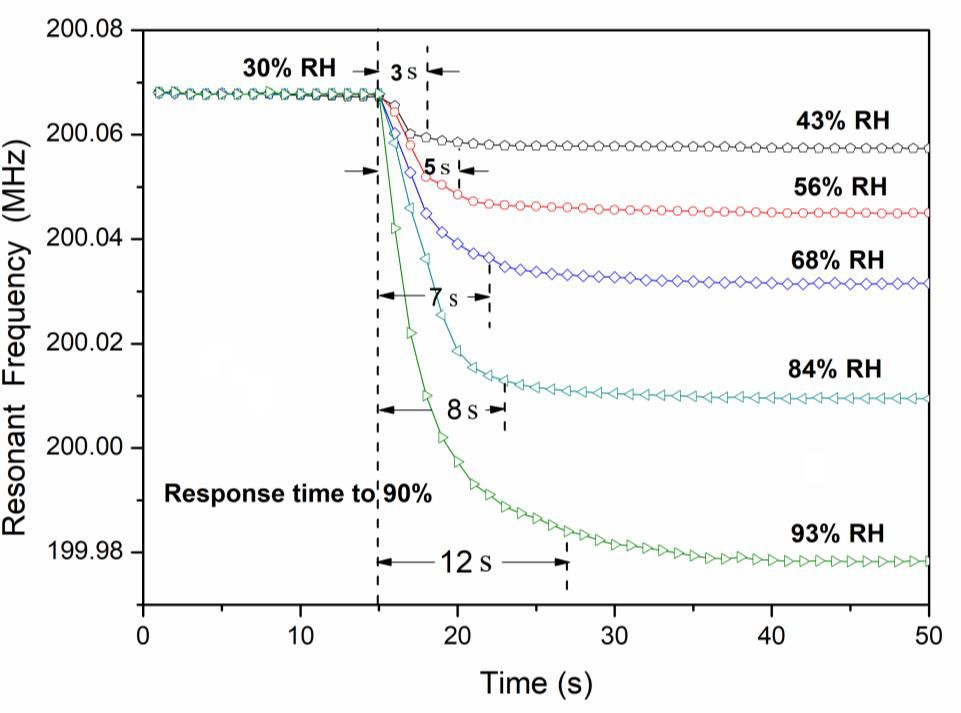 200.08
200.06
200.04
200.02
200.00
199.98
Resonant Frequency (MHz)
30% RH
3 s
43% RH
5 s
56% RH
68% RH
7 s
84% RH
8 s
Response time to 90%
93% RH
12 s
0 10 20 30 40 50
Time (s)